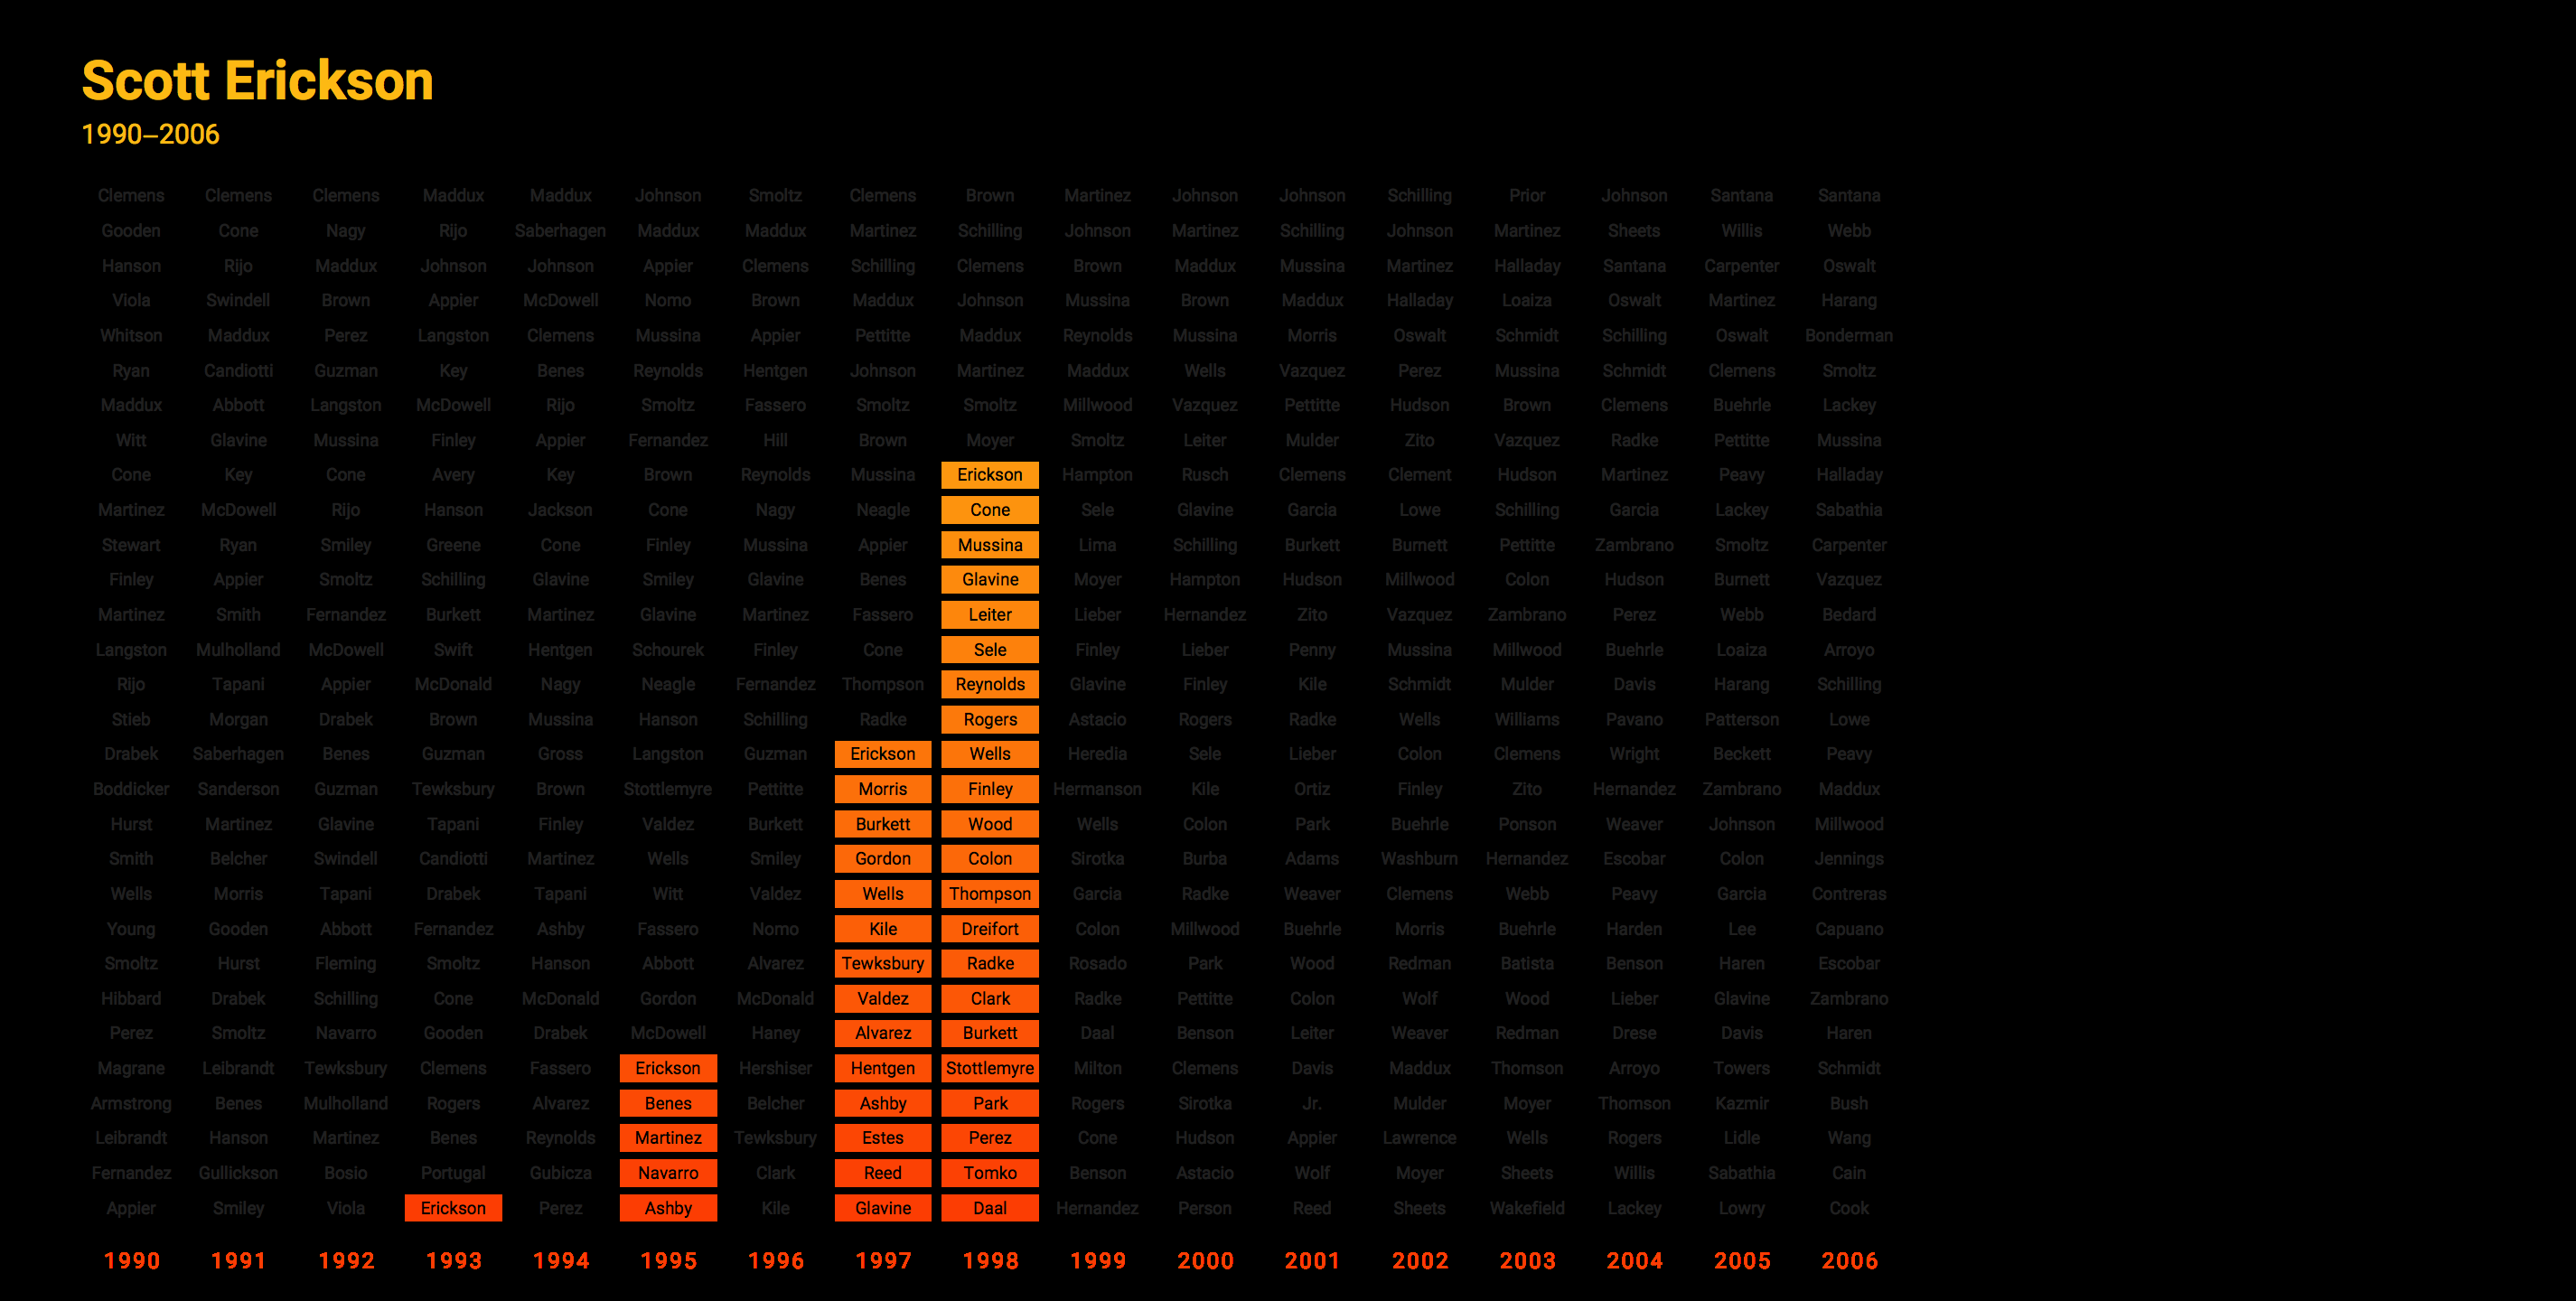 Scott Erickson
1990–2006
Clemens Clemens Clemens Maddux Maddux Johnson Smoltz Clemens Brown Martinez Johnson Johnson Schilling Prior Johnson Santana Santana
Gooden Cone Nagy Rijo Saberhagen Maddux Maddux Martinez Schilling Johnson Martinez Schilling Johnson Martinez Sheets Willis Webb
Hanson Rijo Maddux Johnson Johnson Appier Clemens Schilling Clemens Brown Maddux Mussina Martinez Halladay Santana Carpenter Oswalt
Viola Swindell Brown Appier McDowell Nomo Brown Maddux Johnson Mussina Brown Maddux Halladay Loaiza Oswalt Martinez Harang
Whitson Maddux Perez Langston Clemens Mussina Appier Pettitte Maddux Reynolds Mussina Morris Oswalt Schmidt Schilling Oswalt Bonderman
Ryan Candiotti Guzman Key Benes Reynolds Hentgen Johnson Martinez Maddux Wells Vazquez Perez Mussina Schmidt Clemens Smoltz
Maddux Abbott Langston McDowell Rijo Smoltz Fassero Smoltz Smoltz Millwood Vazquez Pettitte Hudson Brown Clemens Buehrle Lackey
Witt Glavine Mussina Finley Appier Fernandez Hill Brown Moyer Smoltz Leiter Mulder Zito Vazquez Radke Pettitte Mussina
Cone Key Cone Avery Key Brown Reynolds Mussina Erickson Hampton Rusch Clemens Clement Hudson Martinez Peavy Halladay
Martinez McDowell Rijo Hanson Jackson Cone Nagy Neagle Cone Sele Glavine Garcia Lowe Schilling Garcia Lackey Sabathia
Stewart Ryan Smiley Greene Cone Finley Mussina Appier Mussina Lima Schilling Burkett Burnett Pettitte Zambrano Smoltz Carpenter
Finley Appier Smoltz Schilling Glavine Smiley Glavine Benes Glavine Moyer Hampton Hudson Millwood Colon Hudson Burnett Vazquez
Martinez Smith Fernandez Burkett Martinez Glavine Martinez Fassero Leiter Lieber Hernandez Zito Vazquez Zambrano Perez Webb Bedard
Langston Mulholland McDowell Swift Hentgen Schourek Finley Cone Sele Finley Lieber Penny Mussina Millwood Buehrle Loaiza Arroyo
Rijo Tapani Appier McDonald Nagy Neagle Fernandez Thompson Reynolds Glavine Finley Kile Schmidt Mulder Davis Harang Schilling
Stieb Morgan Drabek Brown Mussina Hanson Schilling Radke Rogers Astacio Rogers Radke Wells Williams Pavano Patterson Lowe
Drabek Saberhagen Benes Guzman Gross Langston Guzman Erickson Wells Heredia Sele Lieber Colon Clemens Wright Beckett Peavy
Boddicker Sanderson Guzman Tewksbury Brown Stottlemyre Pettitte Morris Finley Hermanson Kile Ortiz Finley Zito Hernandez Zambrano Maddux
Hurst Martinez Glavine Tapani Finley Valdez Burkett Burkett Wood Wells Colon Park Buehrle Ponson Weaver Johnson Millwood
Smith Belcher Swindell Candiotti Martinez Wells Smiley Gordon Colon Sirotka Burba Adams Washburn Hernandez Escobar Colon Jennings
Wells Morris Tapani Drabek Tapani Witt Valdez Wells Thompson Garcia Radke Weaver Clemens Webb Peavy Garcia Contreras
Young Gooden Abbott Fernandez Ashby Fassero Nomo Kile Dreifort Colon Millwood Buehrle Morris Buehrle Harden Lee Capuano
Smoltz Hurst Fleming Smoltz Hanson Abbott Alvarez Tewksbury Radke Rosado Park Wood Redman Batista Benson Haren Escobar
Hibbard Drabek Schilling Cone McDonald Gordon McDonald Valdez Clark Radke Pettitte Colon Wolf Wood Lieber Glavine Zambrano
Perez Smoltz Navarro Gooden Drabek McDowell Haney Alvarez Burkett Daal Benson Leiter Weaver Redman Drese Davis Haren
Magrane Leibrandt Tewksbury Clemens Fassero Erickson Hershiser Hentgen Stottlemyre Milton Clemens Davis Maddux Thomson Arroyo Towers Schmidt
Armstrong Benes Mulholland Rogers Alvarez Benes Belcher Ashby Park Rogers Sirotka Jr. Mulder Moyer Thomson Kazmir Bush
Leibrandt Hanson Martinez Benes Reynolds Martinez Tewksbury Estes Perez Cone Hudson Appier Lawrence Wells Rogers Lidle Wang
Fernandez Gullickson Bosio Portugal Gubicza Navarro Clark Reed Tomko Benson Astacio Wolf Moyer Sheets Willis Sabathia Cain
Appier Smiley Viola Erickson Perez Ashby Kile Glavine Daal Hernandez Person Reed Sheets Wakefield Lackey Lowry Cook
1990 1991 1992 1993 1994 1995 1996 1997 1998 1999 2000 2001 2002 2003 2004 2005 2006